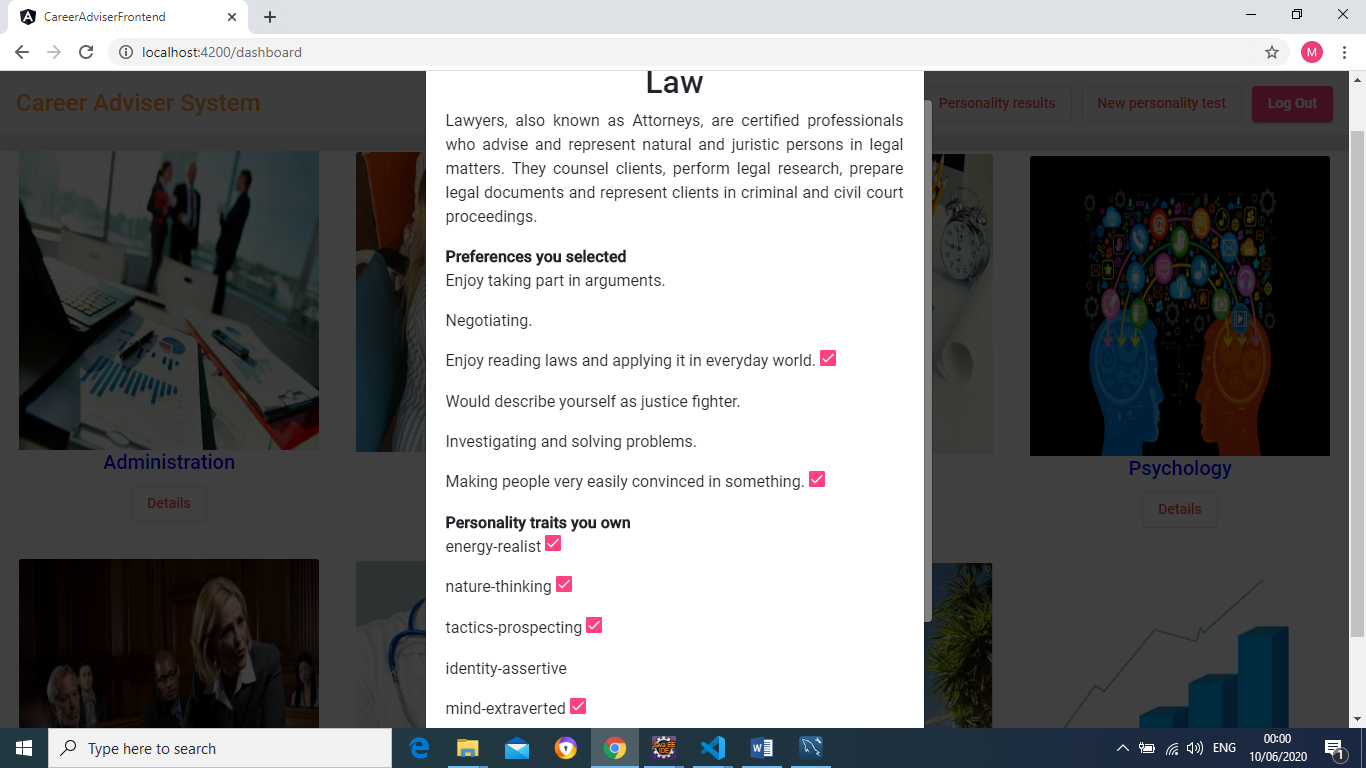 CareerAdviserFrontend
localhost:4200/dashboard
M
Career Adviser System
Personality results
New personality test
Log Out
Law
Lawyers, also known as Attorneys, are certified professionals
who advise and represent natural and juristic persons in legal
matters. They counsel clients, perform legal research, prepare
legal documents and represent clients in criminal and civil court
proceedings.
Preferences you selected
Enjoy taking part in arguments.
Negotiating.
Enjoy reading laws and applying it in everyday world.
Would describe yourself as justice fighter.
Investigating and solving problems.
Making people very easily convinced in something.
Personality traits you own
energy-realist
nature-thinking
tactics-prospecting
identity-assertive
mind-extraverted
Administration
Details
Psychology
Details
Type here to search
ENG
00:00
10/06/2020
1